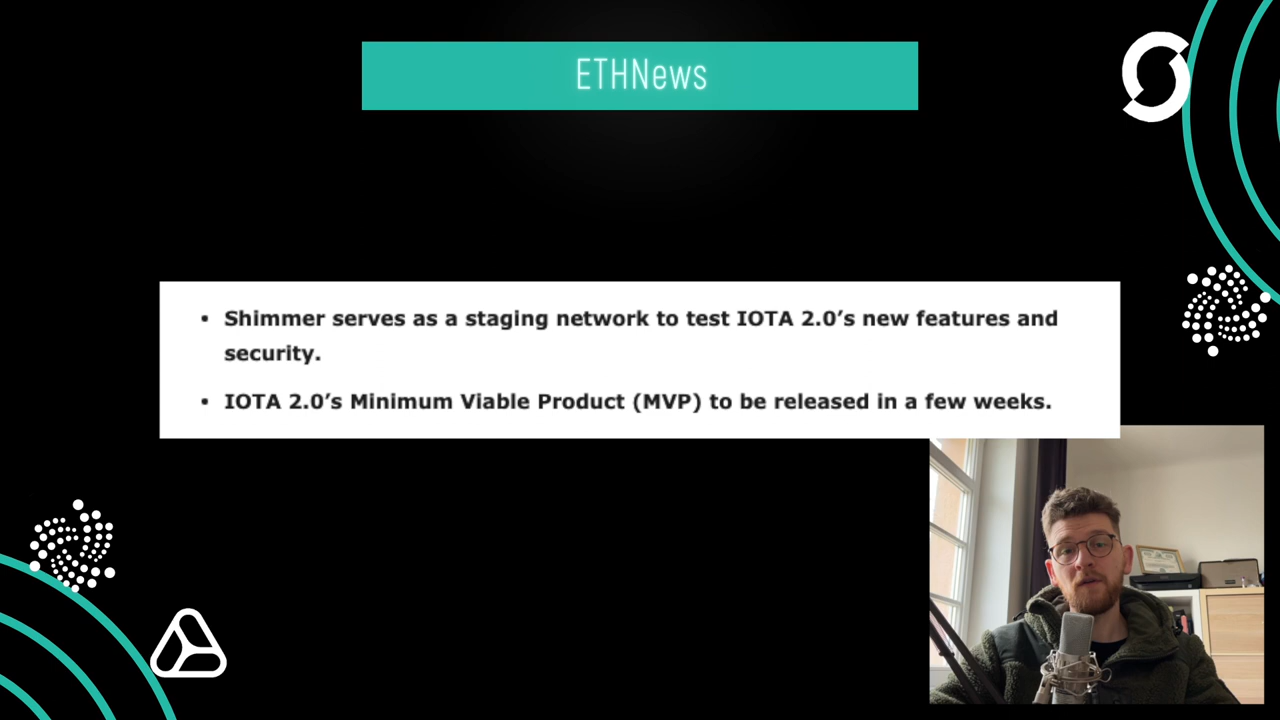 ETHNews
• Shimmer serves as a staging network to test IOTA 2.0’s new features and
security.
• IOTA 2.0’s Minimum Viable Product (MVP) to be released in a few weeks.